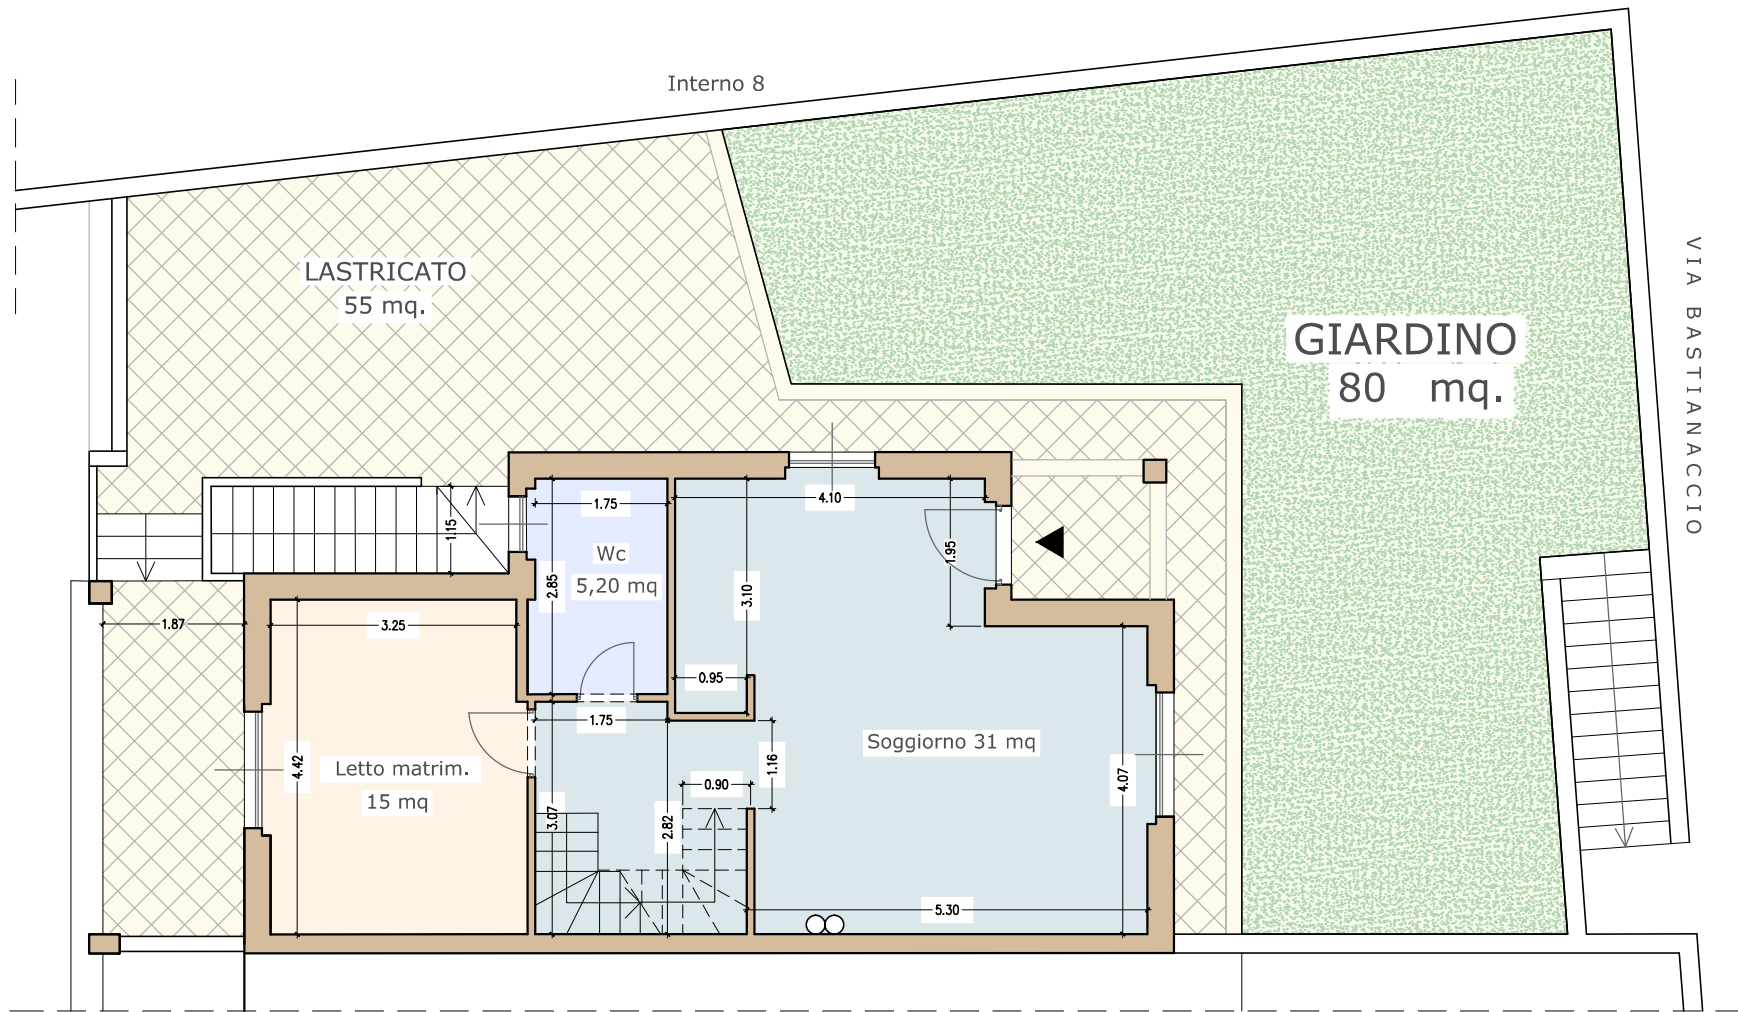 Interno 8
LASTRICATO
55 mq.
GIARDINO
80 mq.
VIA BASTIANACCIO
1.15
1.75
4.10
Wc
5,20 mq
2.85
1.95
3.10
1.87
3.25
0.95
1.75
Soggiorno 31 mq
4.42
Letto matrim.
15 mq
1.16
0.90
4.07
3.07
2.82
5.30